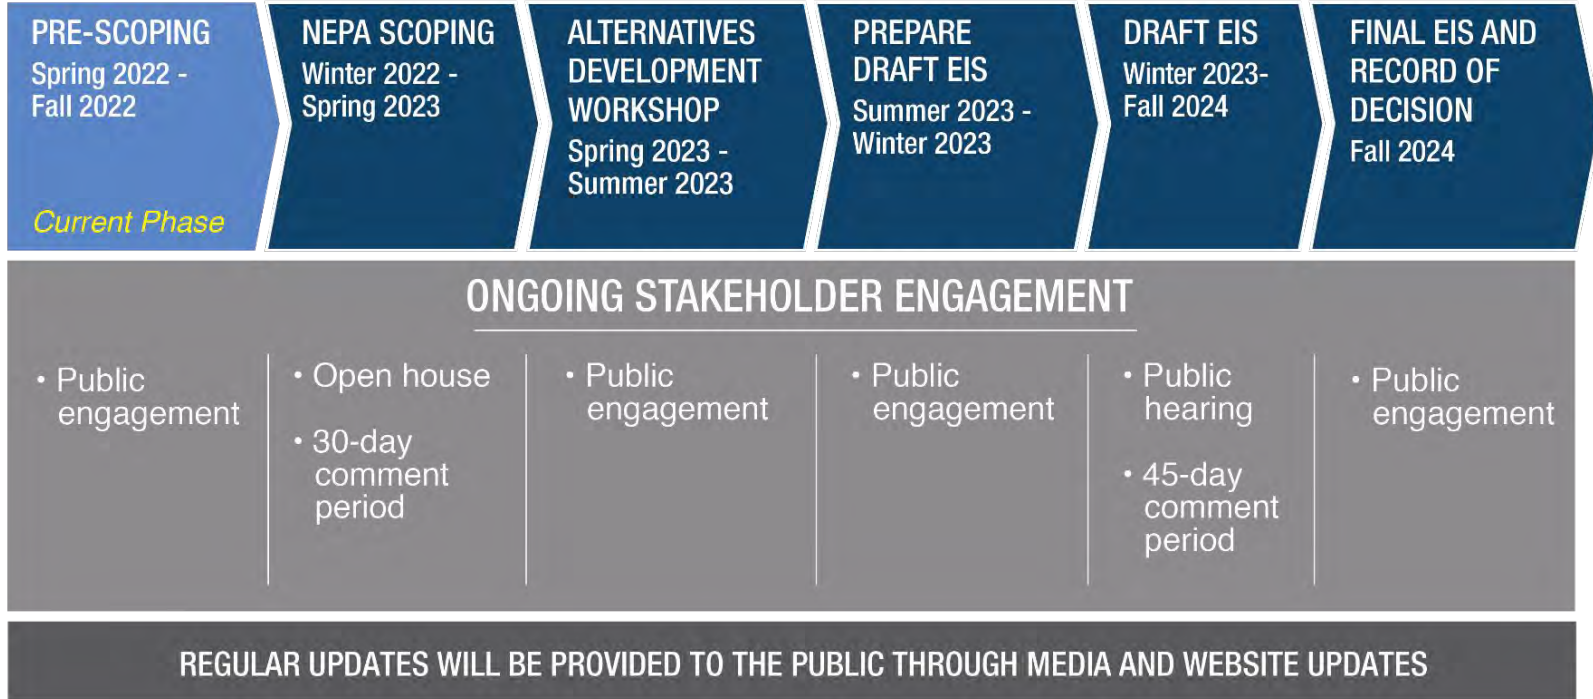 PRE-SCOPING
Spring 2022 -
Fall 2022
Current Phase
NEPA SCOPING
Winter 2022 -
Spring 2023
ALTERNATIVES
DEVELOPMENT
WORKSHOP
Spring 2023 -
Summer 2023
PREPARE
DRAFT EIS
Summer 2023 -
Winter 2023
DRAFT EIS
Winter 2023-
Fall 2024
FINAL EIS AND
RECORD OF
DECISION
Fall 2024
ONGOING STAKEHOLDER ENGAGEMENT
• Public
engagement
• Open house
• 30-day
comment
period
• Public
engagement
• Public
engagement
• Public
hearing
• 45-day
comment
period
• Public
engagement
REGULAR UPDATES WILL BE PROVIDED TO THE PUBLIC THROUGH MEDIA AND WEBSITE UPDATES